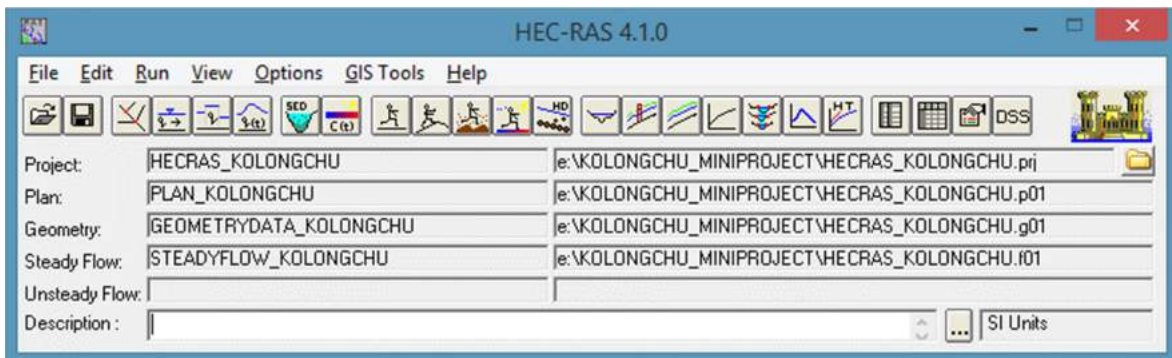 HEC-RAS 4.1.0
File Edit Run View Options GIS Tools Help
SED C(t) HD HT DSS
Project: HECRAS_KOLONGCHU e:\KOLONGCHU_MINIPROJECT\HECRAS_KOLONGCHU.prj
Plan: PLAN_KOLONGCHU e:\KOLONGCHU_MINIPROJECT\HECRAS_KOLONGCHU.p01
Geometry: GEOMETRYDATA_KOLONGCHU e:\KOLONGCHU_MINIPROJECT\HECRAS_KOLONGCHU.g01
Steady Flow: STEADYFLOW_KOLONGCHU e:\KOLONGCHU_MINIPROJECT\HECRAS_KOLONGCHU.f01
Unsteady Flow:
Description : ... SI Units